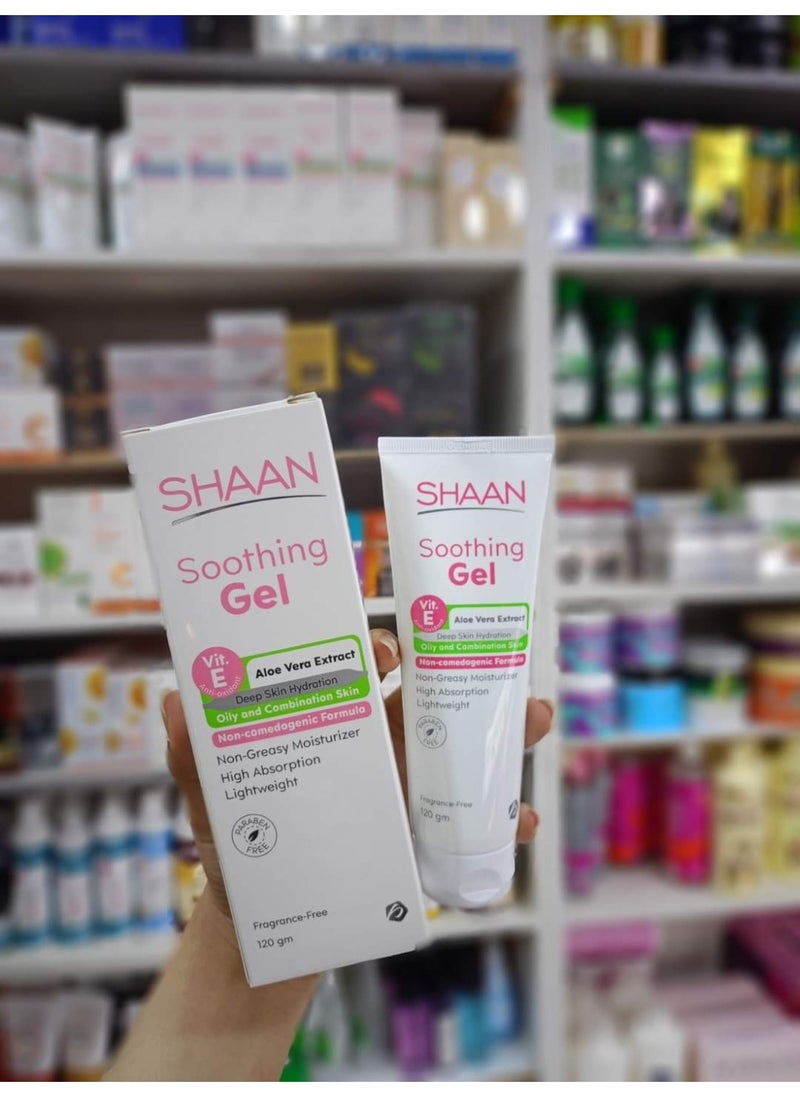 SHAAN
Soothing
Gel
Vit.
E
Anti-oxidant
Aloe Vera Extract
Deep Skin Hydration
Oily and Combination Skin
Non-comedogenic Formula
Non-Greasy Moisturizer
High Absorption
Lightweight
PARABEN
FREE
Fragrance-Free
120 gm
SHAAN
Soothing
Gel
Vit.
E
Anti-oxidant
Aloe Vera Extract
Deep Skin Hydration
Oily and Combination Skin
Non-comedogenic Formula
Non-Greasy Moisturizer
High Absorption
Lightweight
PARABEN
FREE
Fragrance-Free
120 gm